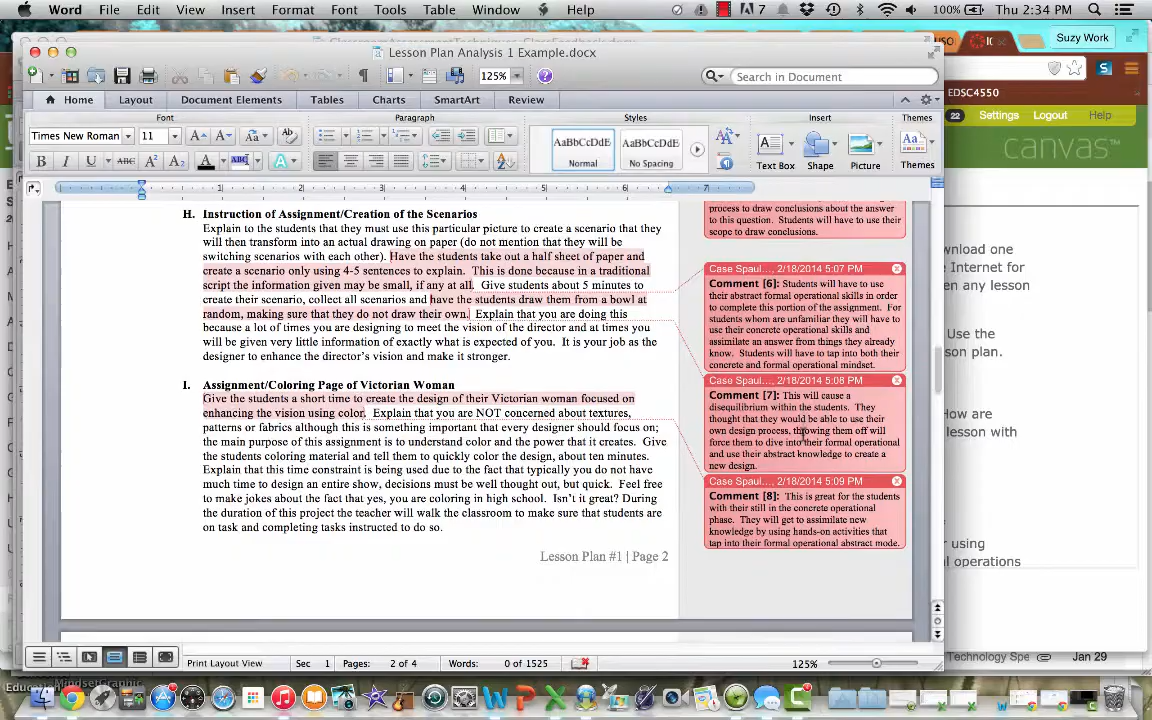 Word File Edit View Insert Format Font Tools Table Window Help 7 100% Thu 2:34 PM
Suzy Work
Lesson Plan Analysis 1 Example.docx
125% Search in Document
Home Layout Document Elements Tables Charts SmartArt Review
EDSC4550
Font Paragraph Styles Insert Themes
22 Settings Logout Help
Times New Roman 11
AaBbCcDdE AaBbCcDdE
Normal No Spacing
Text Box Shape Picture Themes
canvas™
H. Instruction of Assignment/Creation of the Scenarios
Explain to the students that they must use this particular picture to create a scenario that they
will then transform into an actual drawing on paper (do not mention that they will be
switching scenarios with each other). Have the students take out a half sheet of paper and
create a scenario only using 4-5 sentences to explain. This is done because in a traditional
script the information given may be small, if any at all. Give students about 5 minutes to
create their scenario, collect all scenarios and have the students draw them from a bowl at
random, making sure that they do not draw their own. Explain that you are doing this
because a lot of times you are designing to meet the vision of the director and at times you
will be given very little information of exactly what is expected of you. It is your job as the
designer to enhance the director's vision and make it stronger.
I. Assignment/Coloring Page of Victorian Woman
Give the students a short time to create the design of their Victorian woman focused on
enhancing the vision using color. Explain that you are NOT concerned about textures,
patterns or fabrics although this is something important that every designer should focus on;
the main purpose of this assignment is to understand color and the power that it creates. Give
the students coloring material and tell them to quickly color the design, about ten minutes.
Explain that this time constraint is being used due to the fact that typically you do not have
much time to design an entire show, decisions must be well thought out, but quick. Feel free
to make jokes about the fact that yes, you are coloring in high school. Isn't it great? During
the duration of this project the teacher will walk the classroom to make sure that students are
on task and completing tasks instructed to do so.
Lesson Plan #1 | Page 2
process to draw conclusions about the answer
to this question. Students will have to use their
scope to draw conclusions.
Case Spaul..., 2/18/2014 5:07 PM
Comment [6]: Students will have to use
their abstract formal operational skills in order
to complete this portion of the assignment. For
students whom are unfamiliar they will have to
use their concrete operational skills and
assimilate an answer from things they already
know. Students will have to tap into both their
concrete and formal operational mindset.
Case Spaul..., 2/18/2014 5:08 PM
Comment [7]: This will cause a
disequilibrium within the students. They
thought that they would be able to use their
own design process, throwing them off will
force them to dive into their formal operational
and use their abstract knowledge to create a
new design.
Case Spaul..., 2/18/2014 5:09 PM
Comment [8]: This is great for the students
with their still in the concrete operational
phase. They will get to assimilate new
knowledge by using hands-on activities that
tap into their formal operational abstract mode.
wnload one
e Internet for
en any lesson
Use the
son plan.
How are
lesson with
r using
l operations
Technology Spe Jan 29
Print Layout View Sec 1 Pages: 2 of 4 Words: 0 of 1525 125%
MindsetGraphic